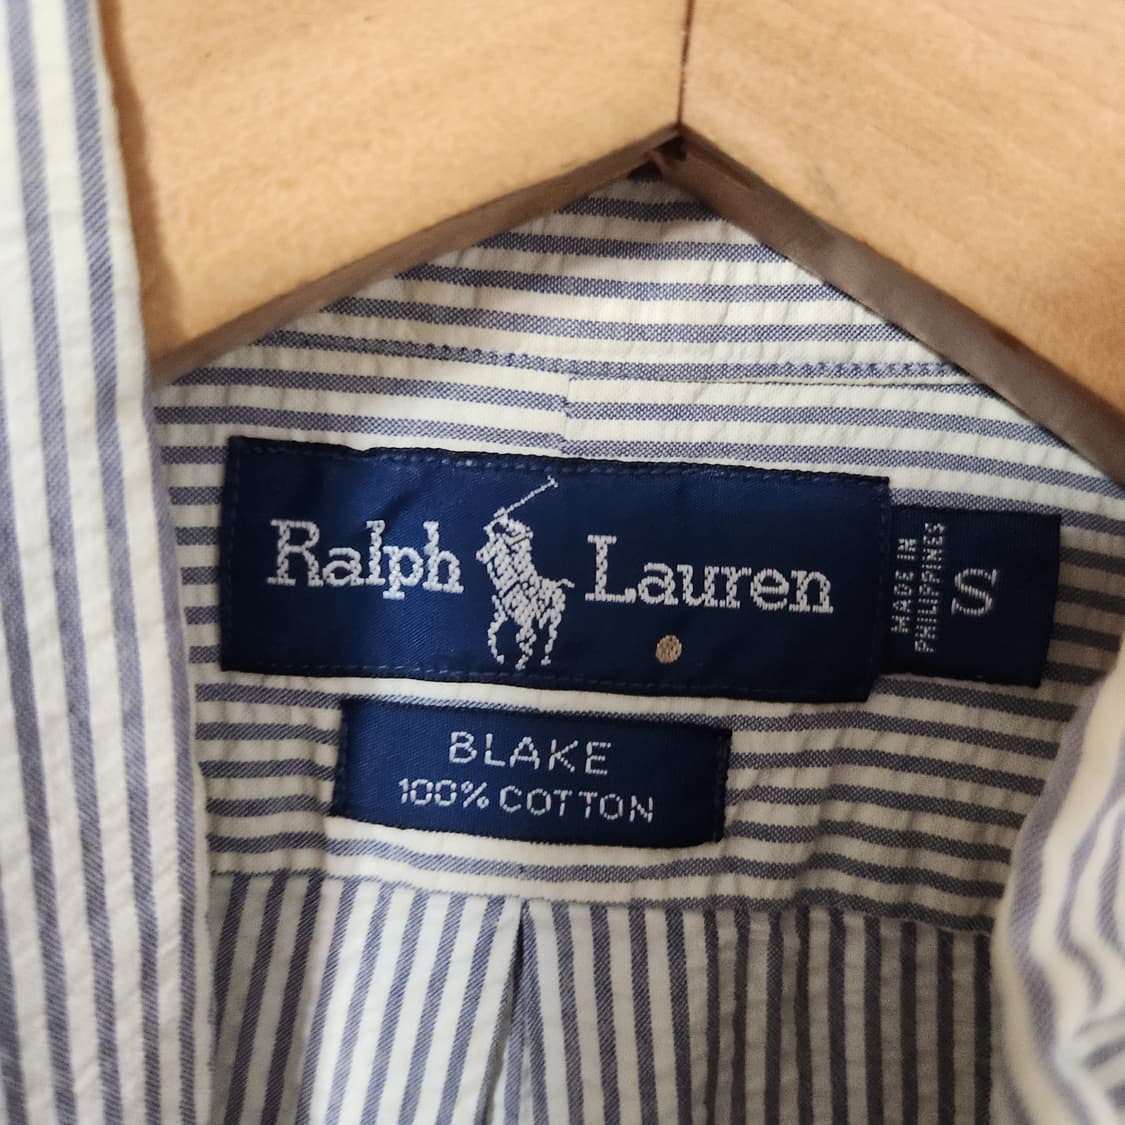 Ralph Lauren
MADE IN
PHILIPPINES
S
BLAKE
100% COTTON